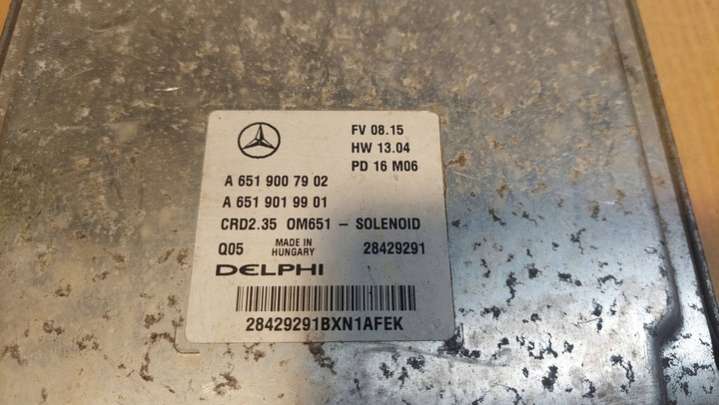 FV 08.15
HW 13.04
PD 16 M06
A 651 900 79 02
A 651 901 99 01
CRD2.35 OM651 - SOLENOID
Q05 MADE IN HUNGARY 28429291
DELPHI
28429291BXN1AFEK